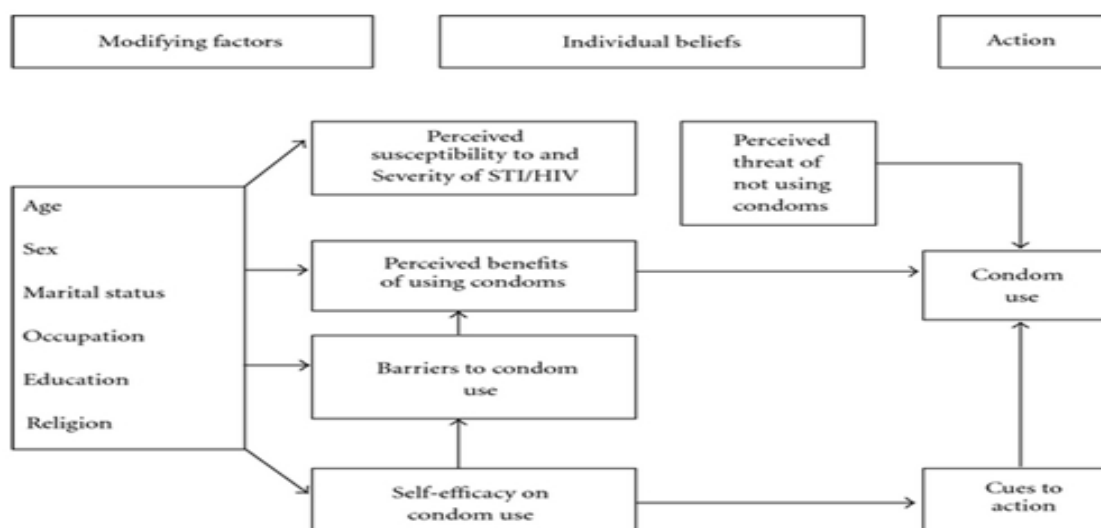 Modifying factors
Individual beliefs
Action
Perceived
susceptibility to and
Severity of STI/HIV
Perceived
threat of
not using
condoms
Age
Sex
Marital status
Occupation
Education
Religion
Perceived benefits
of using condoms
Condom
use
Barriers to condom
use
Self-efficacy on
condom use
Cues to
action